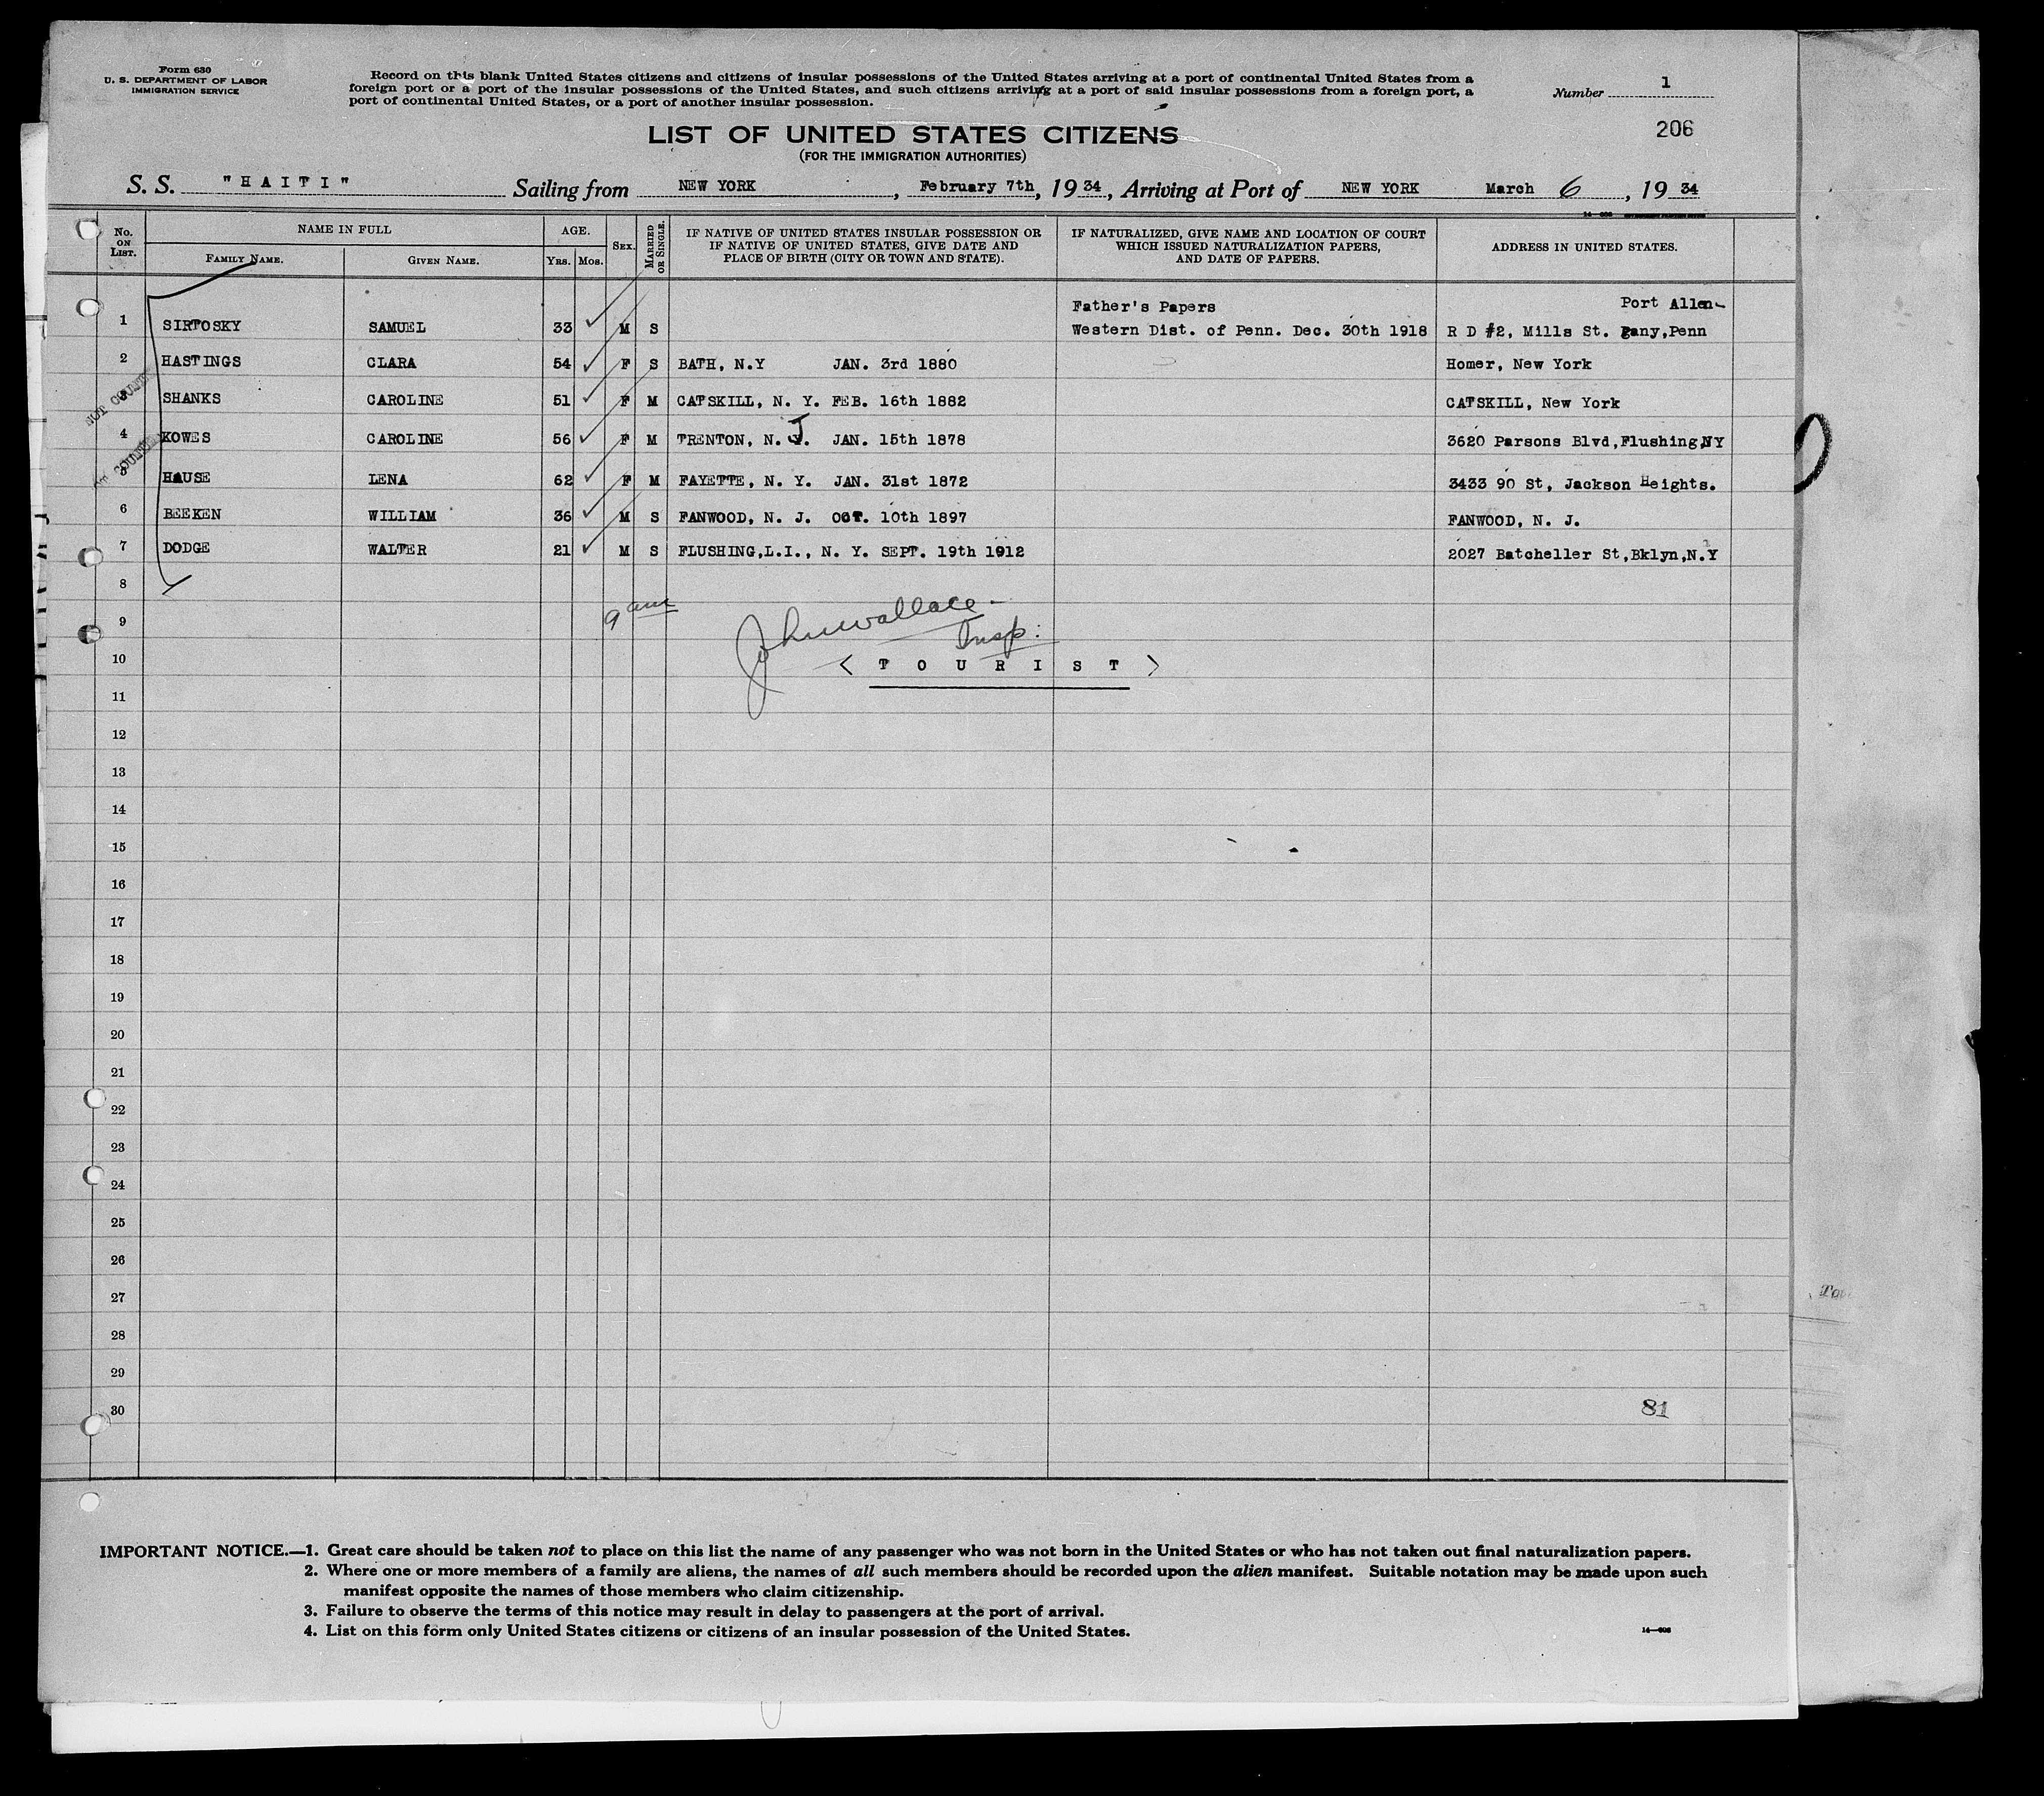 Form 630
U. S. DEPARTMENT OF LABOR
IMMIGRATION SERVICE
Record on this blank United States citizens and citizens of insular possessions of the United States arriving at a port of continental United States from a
foreign port or a port of the insular possessions of the United States, and such citizens arriving at a port of said insular possessions from a foreign port, a
port of continental United States, or a port of another insular possession.
Number 1
206
LIST OF UNITED STATES CITIZENS
(FOR THE IMMIGRATION AUTHORITIES)
S. S. "HAITI" Sailing from NEW YORK, February 7th, 1934, Arriving at Port of NEW YORK March 6, 1934
No. ON LIST. NAME IN FULL AGE. SEX. MARRIED OR SINGLE. IF NATIVE OF UNITED STATES INSULAR POSSESSION OR IF NATIVE OF UNITED STATES, GIVE DATE AND PLACE OF BIRTH (CITY OR TOWN AND STATE). IF NATURALIZED, GIVE NAME AND LOCATION OF COURT WHICH ISSUED NATURALIZATION PAPERS, AND DATE OF PAPERS. ADDRESS IN UNITED STATES.
FAMILY NAME. GIVEN NAME. YRS. MOS.
Father's Papers Port Allen-
1 SIRTOSKY SAMUEL 33 M S Western Dist. of Penn. Dec. 30th 1918 R D #2, Mills St. gany,Penn
2 HASTINGS CLARA 54 F S BATH, N.Y JAN. 3rd 1880 Homer, New York
3 SHANKS CAROLINE 51 F M CATSKILL, N. Y. FEB. 16th 1882 CATSKILL, New York
NOT COUNTED
4 KOWES CAROLINE 56 F M TRENTON, N. J. JAN. 15th 1878 3620 Parsons Blvd,Flushing,NY
5 HAUSE LENA 62 F M FAYETTE, N. Y. JAN. 31st 1872 3433 90 St, Jackson Heights.
6 BEEKEN WILLIAM 36 M S FANWOOD, N. J. OCT. 10th 1897 FANWOOD, N. J.
7 DODGE WALTER 21 M S FLUSHING,L.I., N. Y. SEPT. 19th 1912 2027 Batcheller St,Bklyn,N.Y
8
9 9 am John Wallace - Insp:
10 < T O U R I S T >
11
12
13
14
15
16
17
18
19
20
21
22
23
24
25
26
27
28
29
30 81
IMPORTANT NOTICE.—1. Great care should be taken not to place on this list the name of any passenger who was not born in the United States or who has not taken out final naturalization papers.
2. Where one or more members of a family are aliens, the names of all such members should be recorded upon the alien manifest. Suitable notation may be made upon such
manifest opposite the names of those members who claim citizenship.
3. Failure to observe the terms of this notice may result in delay to passengers at the port of arrival.
4. List on this form only United States citizens or citizens of an insular possession of the United States.